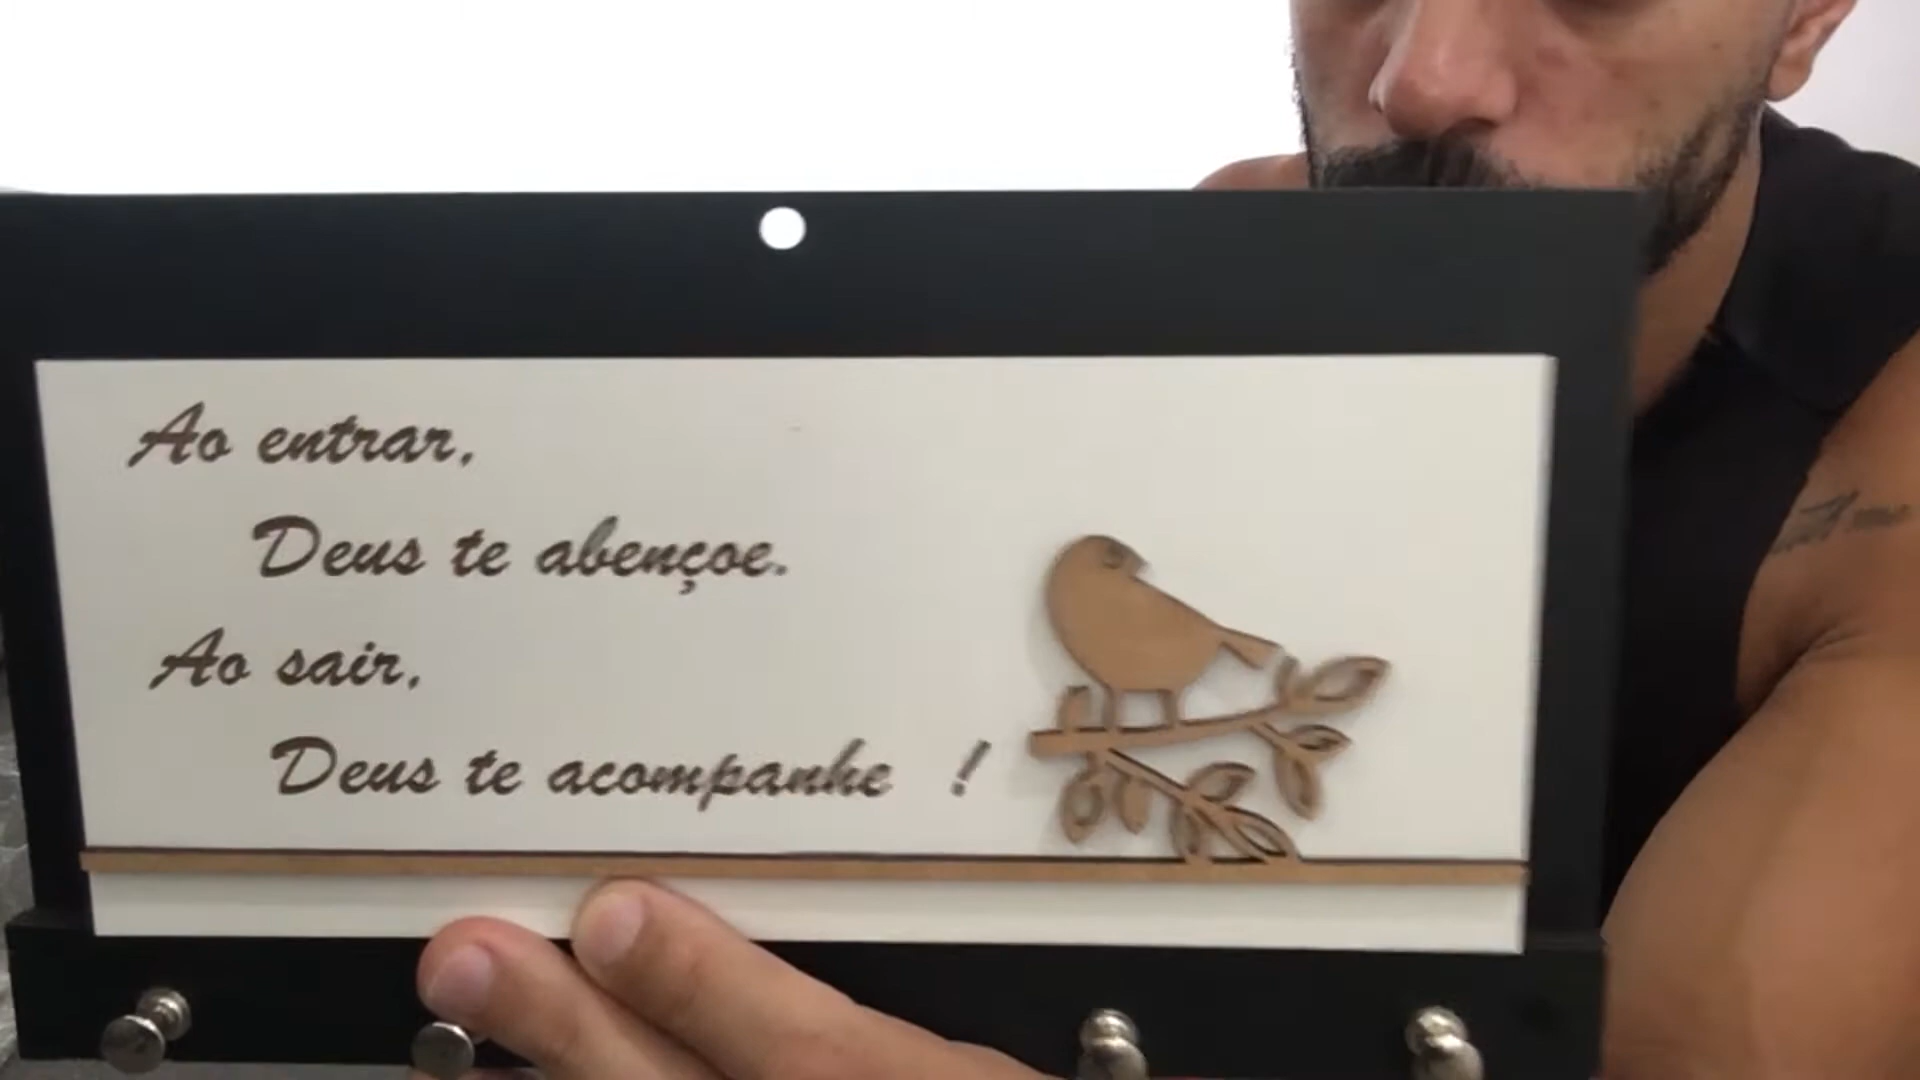 Ao entrar,
Deus te abençoe.
Ao sair,
Deus te acompanhe !